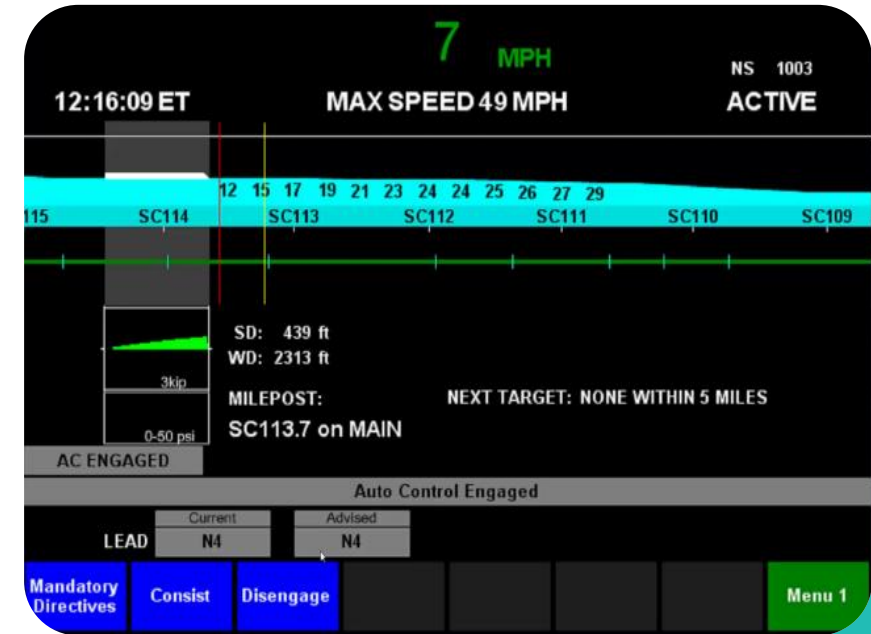 7 MPH
NS 1003
12:16:09 ET
MAX SPEED 49 MPH
ACTIVE
12 15 17 19 21 23 24 24 25 26 27 29
115 SC114 SC113 SC112 SC111 SC110 SC109
SD: 439 ft
WD: 2313 ft
3kip
MILEPOST:
NEXT TARGET: NONE WITHIN 5 MILES
SC113.7 on MAIN
0-50 psi
AC ENGAGED
Auto Control Engaged
Current
Advised
LEAD N4 N4
Mandatory
Directives
Consist
Disengage
Menu 1